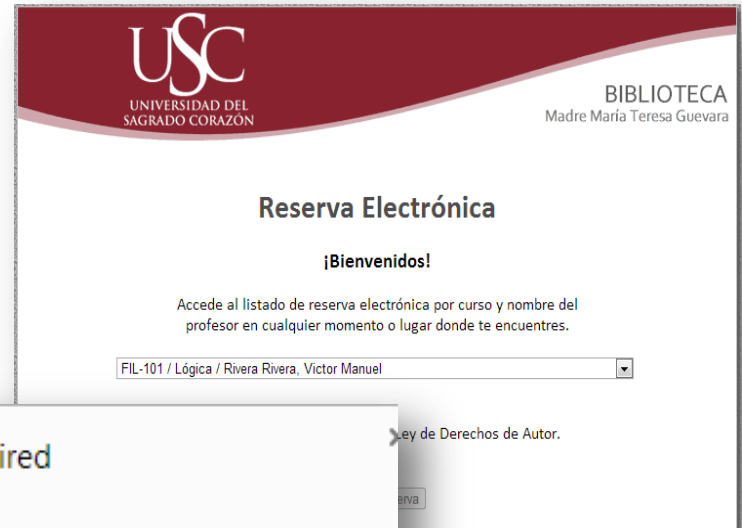 USC
UNIVERSIDAD DEL
SAGRADO CORAZÓN
BIBLIOTECA
Madre María Teresa Guevara
Reserva Electrónica
¡Bienvenidos!
Accede al listado de reserva electrónica por curso y nombre del
profesor en cualquier momento o lugar donde te encuentres.
FIL-101 / Lógica / Rivera Rivera, Victor Manuel
Ley de Derechos de Autor.